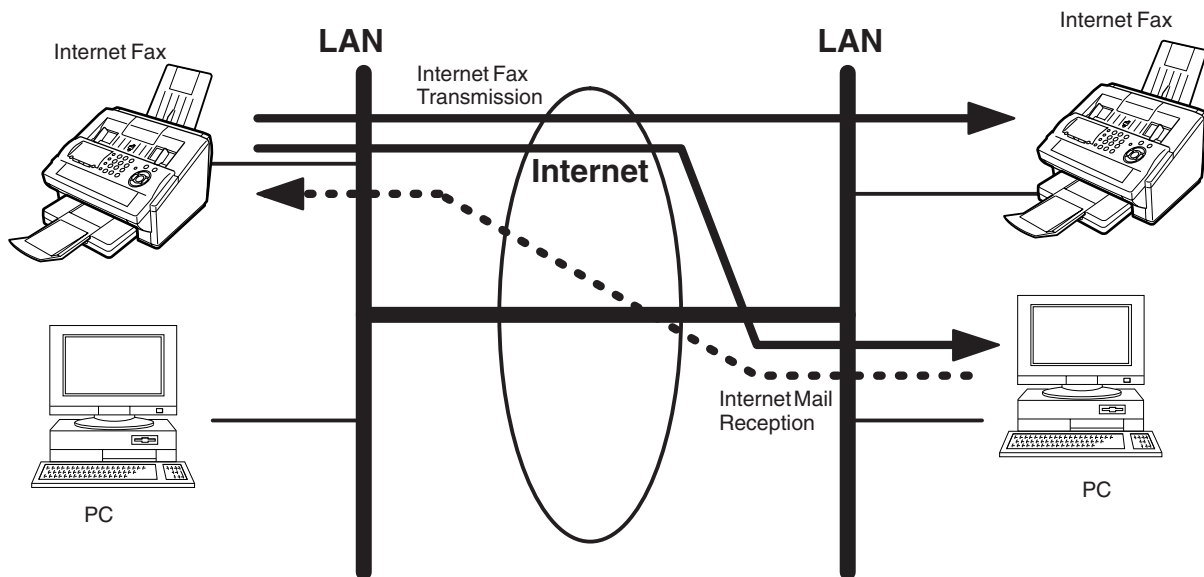 Internet Fax
LAN
LAN
Internet Fax
Internet Fax
Transmission
Internet
Internet Mail
Reception
PC
PC